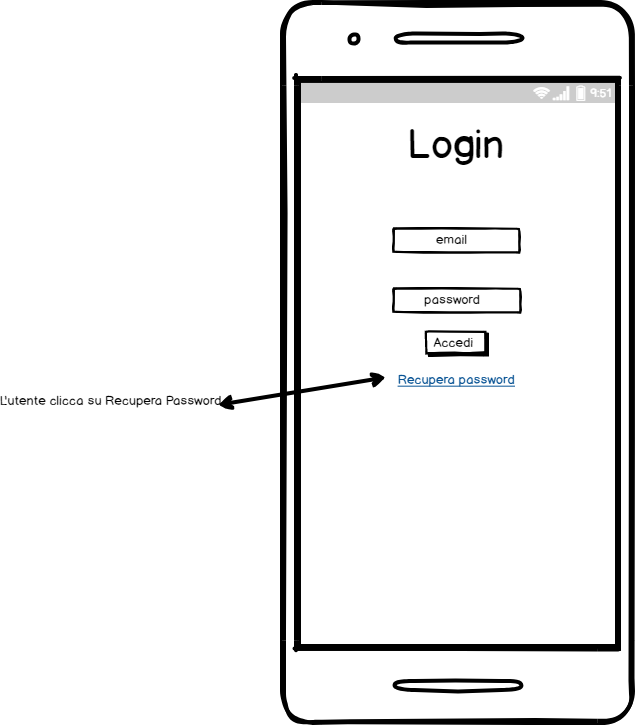 9:51
Login
email
password
Accedi
Recupera password
L'utente clicca su Recupera Password